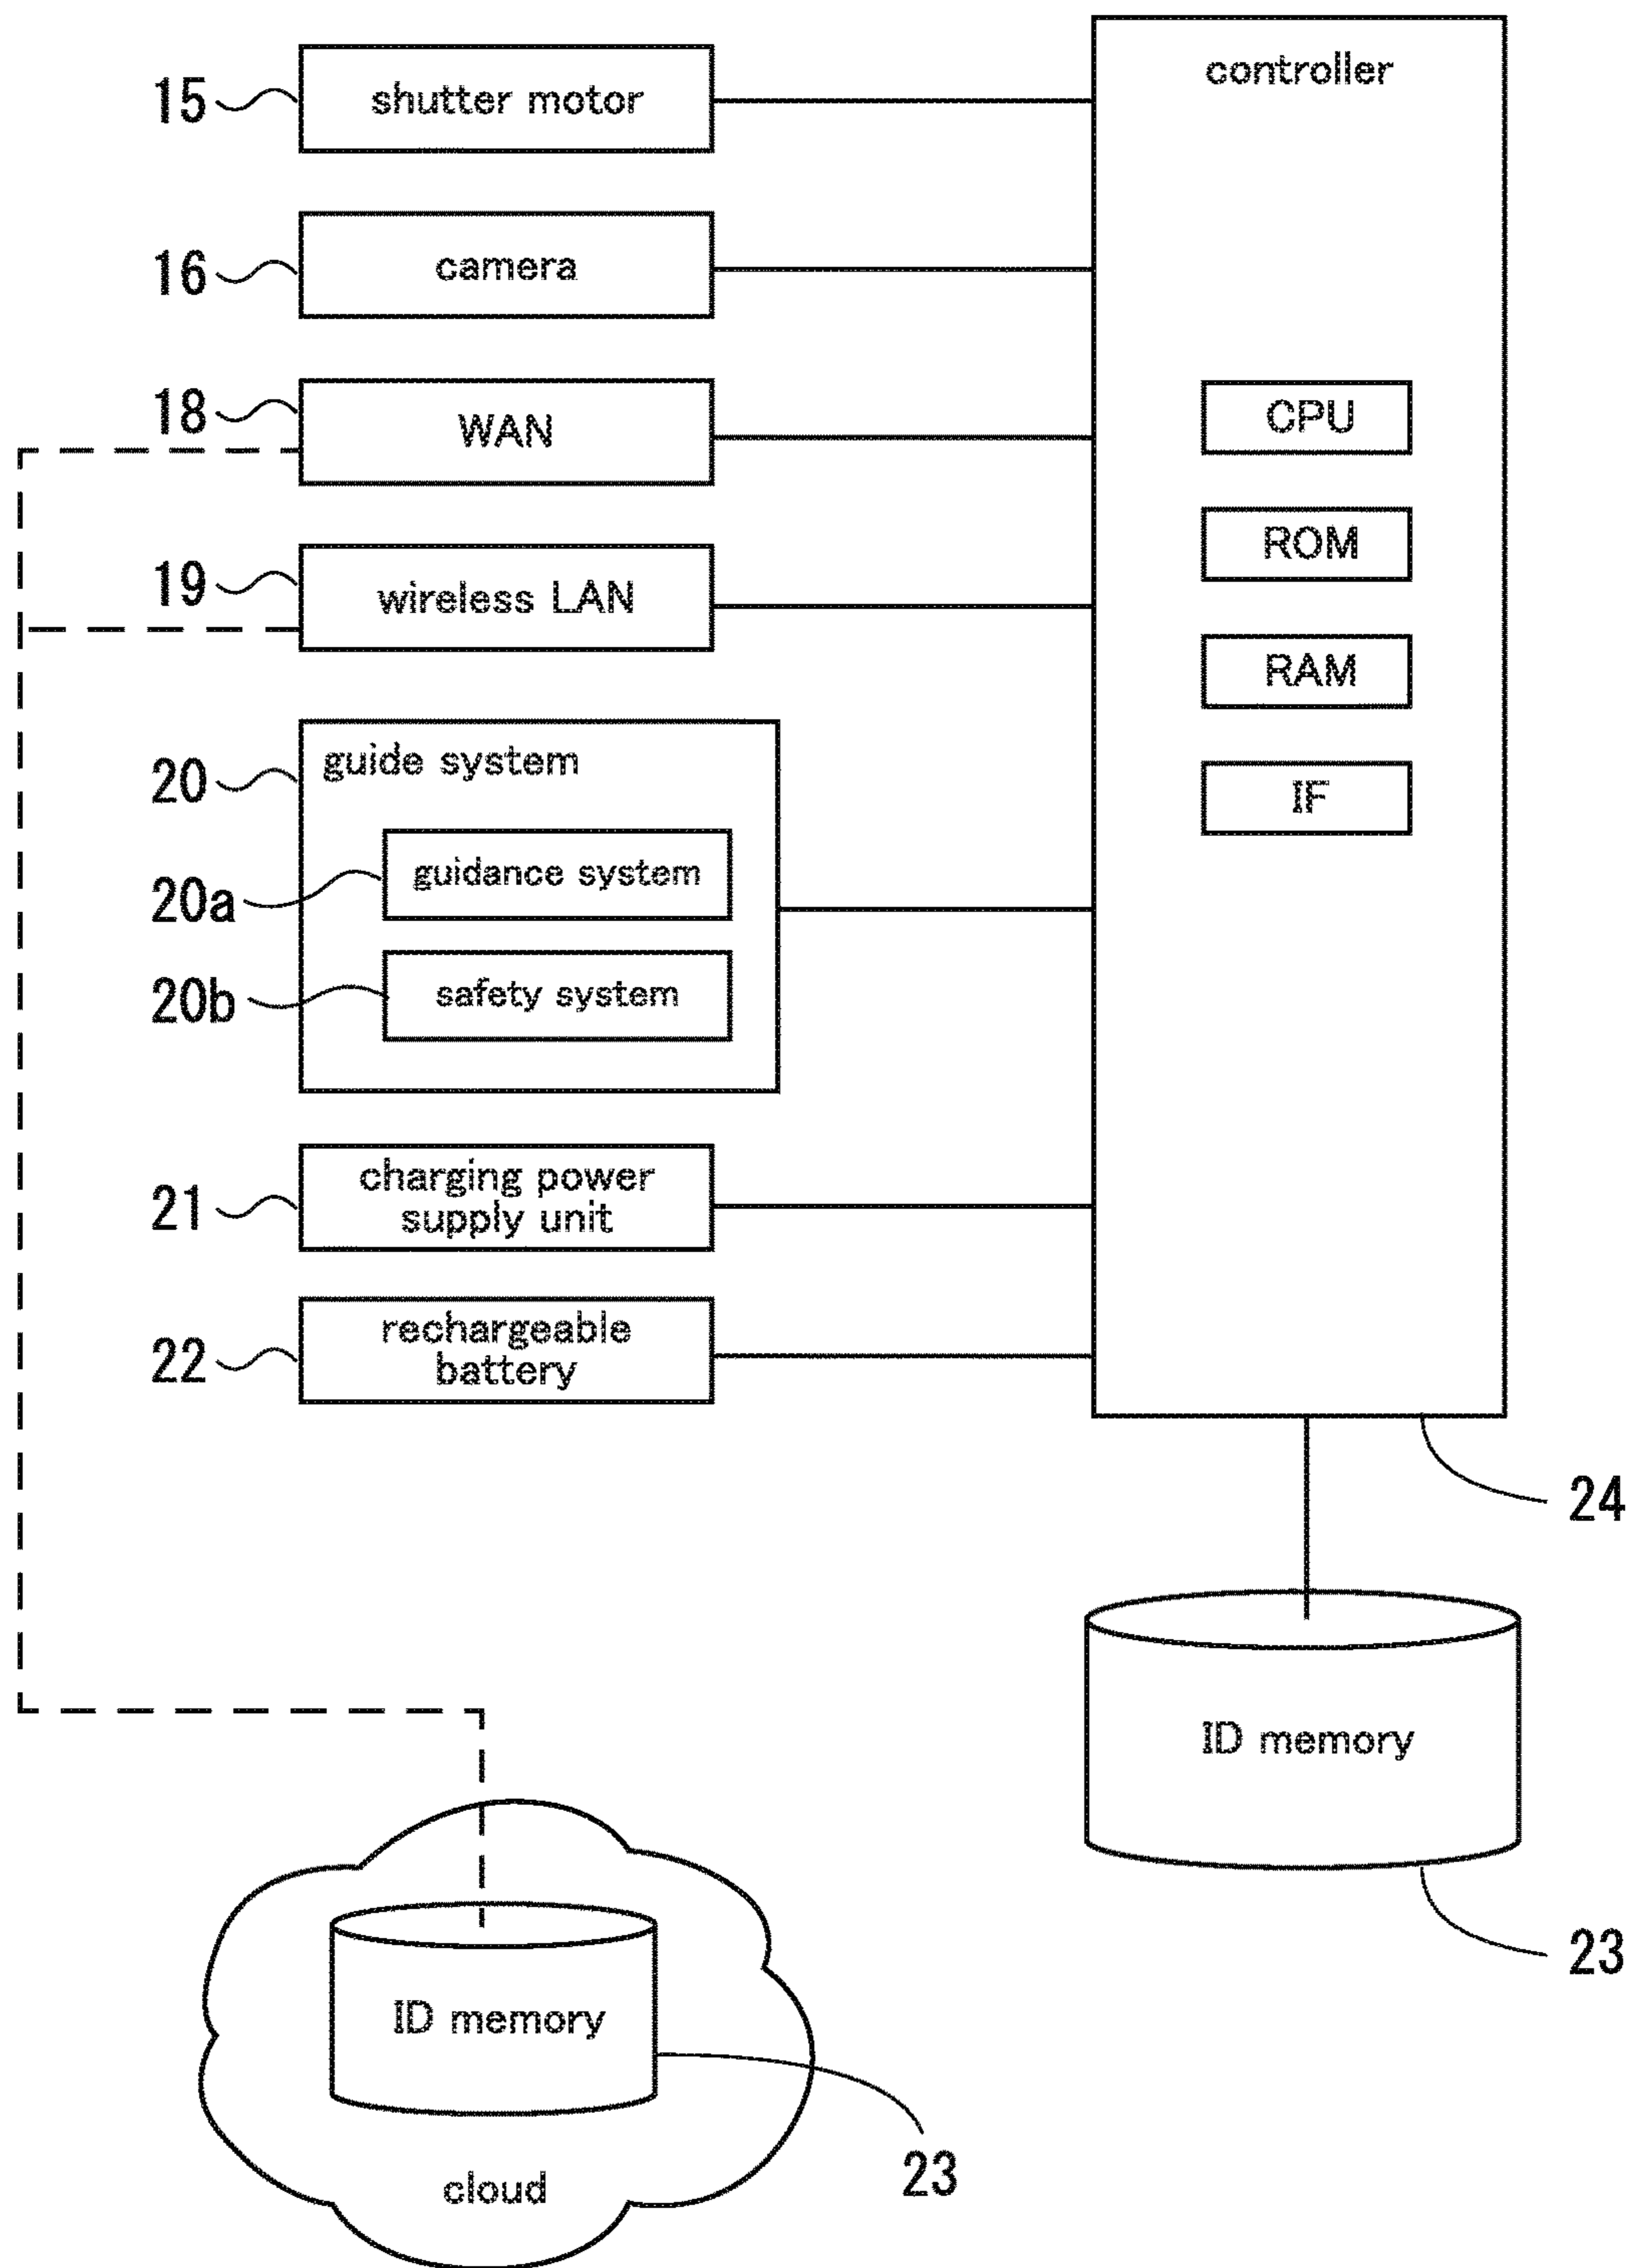 controller
15
shutter motor
16
camera
18
WAN
CPU
19
wireless LAN
ROM
RAM
20
guide system
IF
20a
guidance system
20b
safety system
21
charging power
supply unit
22
rechargeable
battery
24
ID memory
23
ID memory
23
cloud